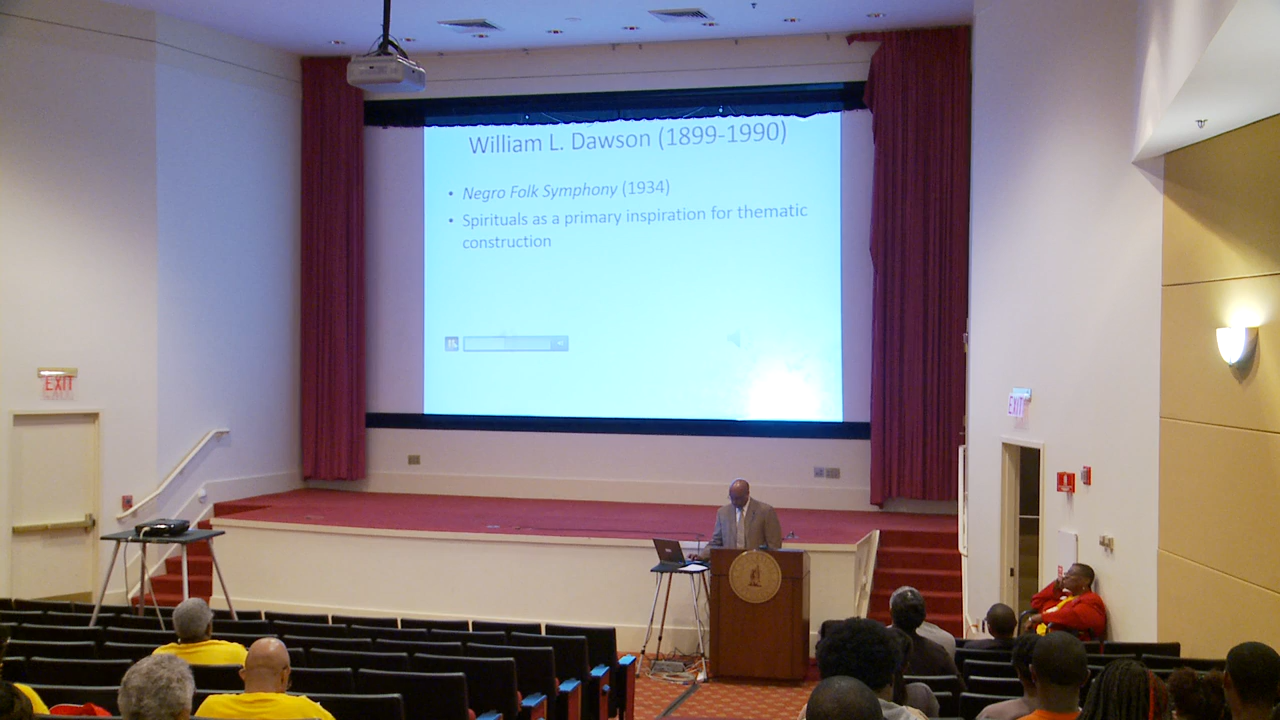 William L. Dawson (1899-1990)
• Negro Folk Symphony (1934)
• Spirituals as a primary inspiration for thematic
construction
EXIT
EXIT